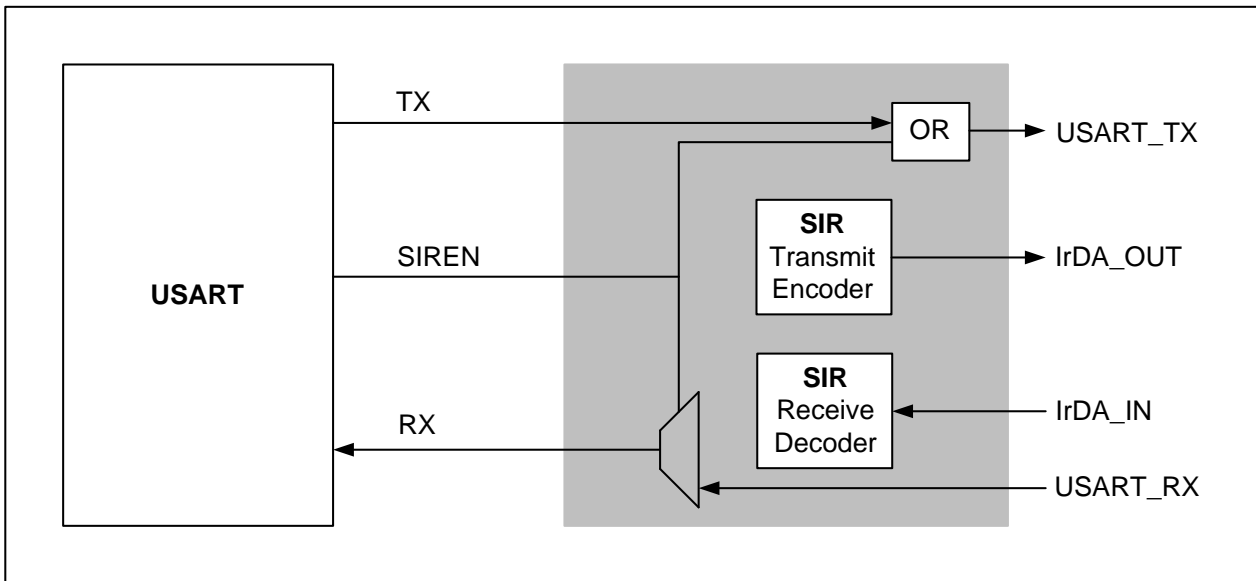 TX
OR
USART_TX
SIR
Transmit
Encoder
SIREN
IrDA_OUT
USART
SIR
Receive
Decoder
IrDA_IN
RX
USART_RX